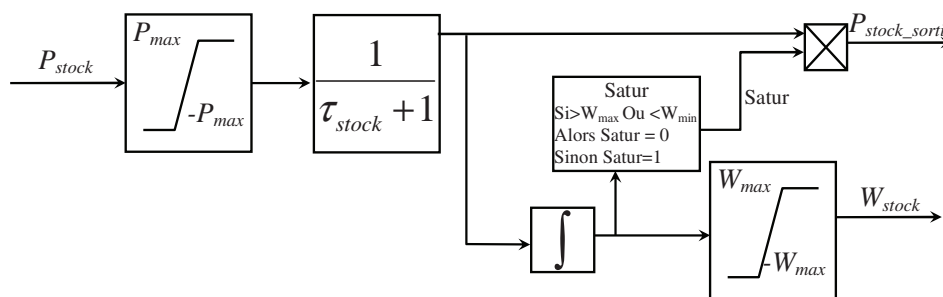 P_stock
P_max
-P_max
1
τ_stock +1
Satur
Si>W_max Ou <W_min
Alors Satur = 0
Sinon Satur=1
Satur
P_stock_sorti
∫
W_max
-W_max
W_stock